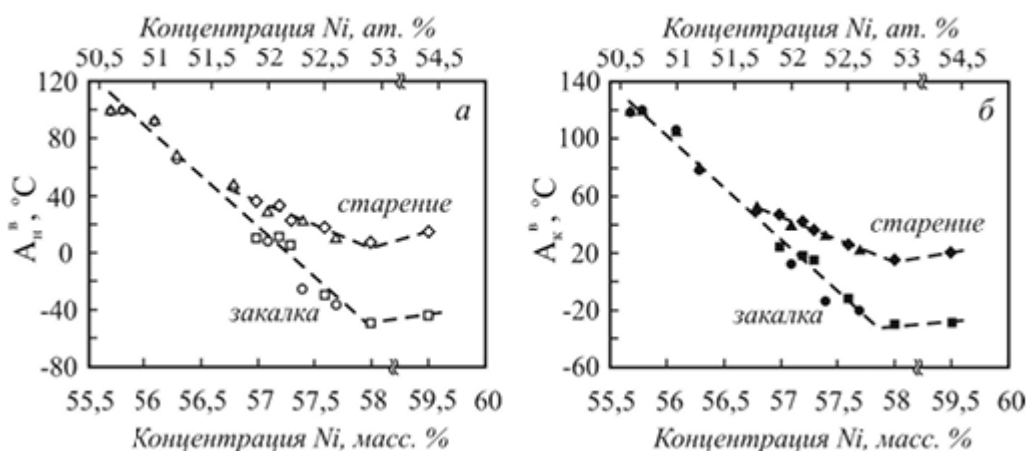 Концентрация Ni, ат. %
50,5 51 51,5 52 52,5 53 54,5
120
80
40
0
-40
-80
Aнв, °C
а
старение
закалка
55,5 56 56,5 57 57,5 58 59,5 60
Концентрация Ni, масс. %
Концентрация Ni, ат. %
50,5 51 51,5 52 52,5 53 54,5
140
100
60
20
-20
-60
Aкв, °C
б
старение
закалка
55,5 56 56,5 57 57,5 58 59,5 60
Концентрация Ni, масс. %